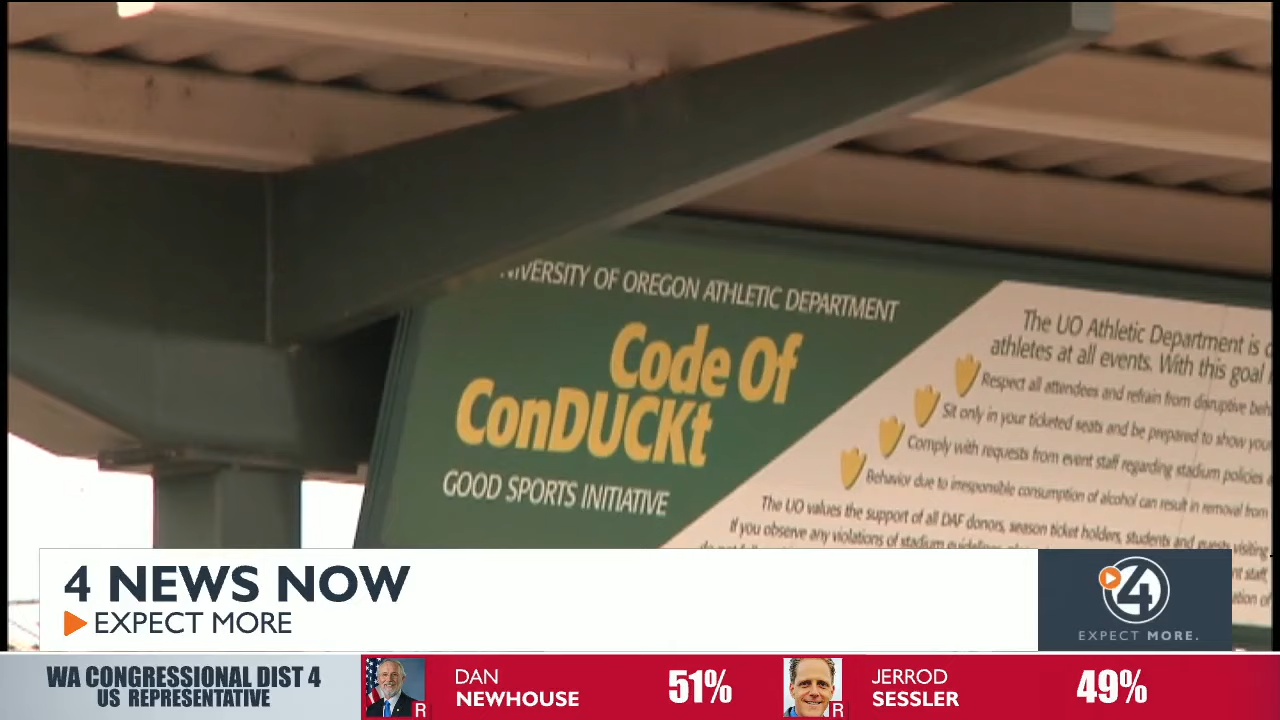 UNIVERSITY OF OREGON ATHLETIC DEPARTMENT
Code Of
ConDUCKt
GOOD SPORTS INITIATIVE
The UO Athletic Department is
athletes at all events. With this goal
Respect all attendees and refrain from disruptive
Sit only in your ticketed seats and be prepared to show
Comply with requests from event staff regarding stadium policies
Behavior due to irresponsible consumption of alcohol can result in removal from
The UO values the support of all DAF donors, season ticket holders, students and guests visiting
If you observe any violations of stadium
4 NEWS NOW
EXPECT MORE
4
EXPECT MORE.
WA CONGRESSIONAL DIST 4
US REPRESENTATIVE
R
DAN
NEWHOUSE
51%
R
JERROD
SESSLER
49%